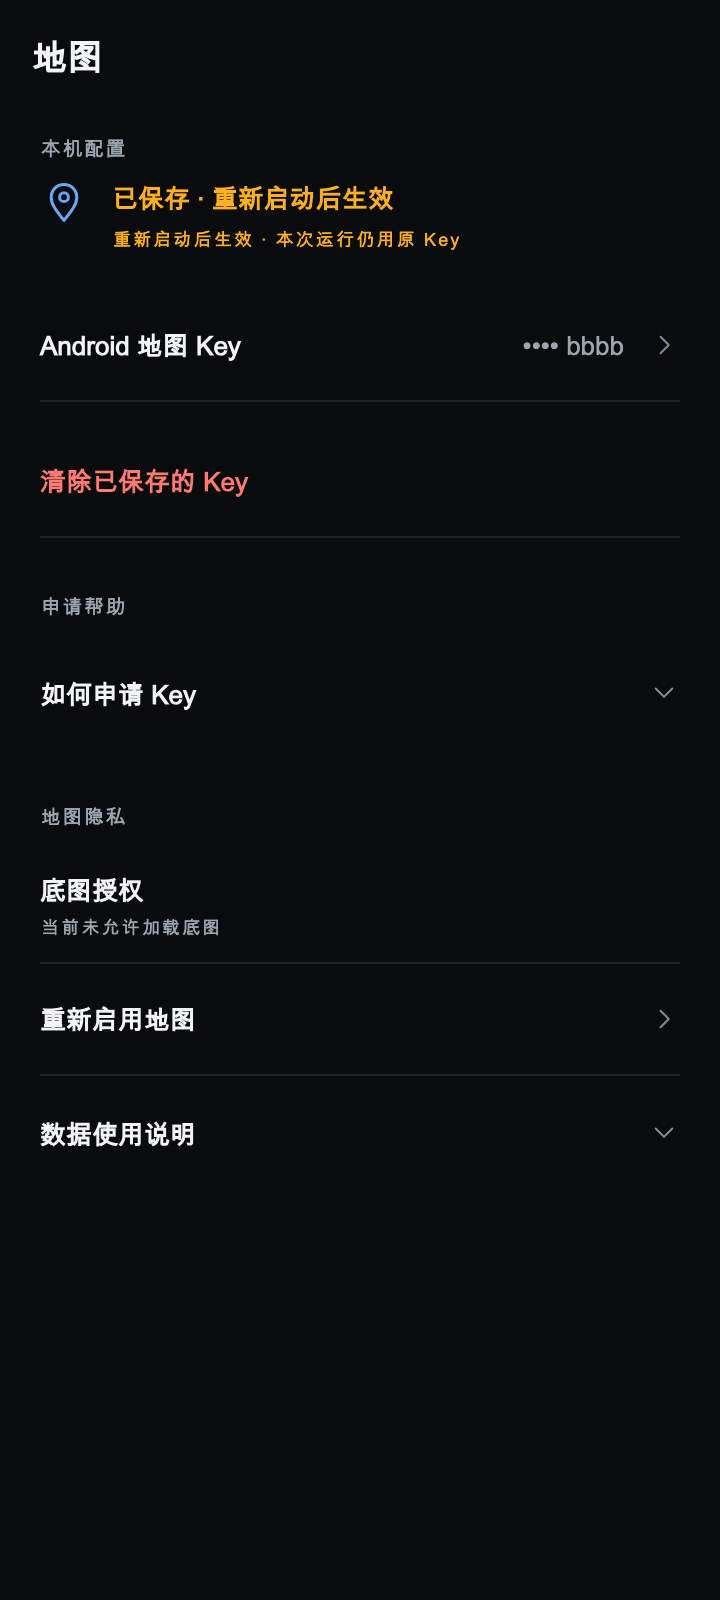 地图
本机配置
已保存 · 重新启动后生效
重新启动后生效 · 本次运行仍用原 Key
Android 地图 Key •••• bbbb
清除已保存的 Key
申请帮助
如何申请 Key
地图隐私
底图授权
当前未允许加载底图
重新启用地图
数据使用说明